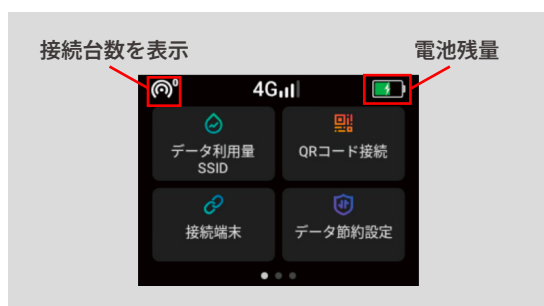 接続台数を表示
電池残量
0
4G
データ利用量
SSID
QRコード接続
接続端末
データ節約設定